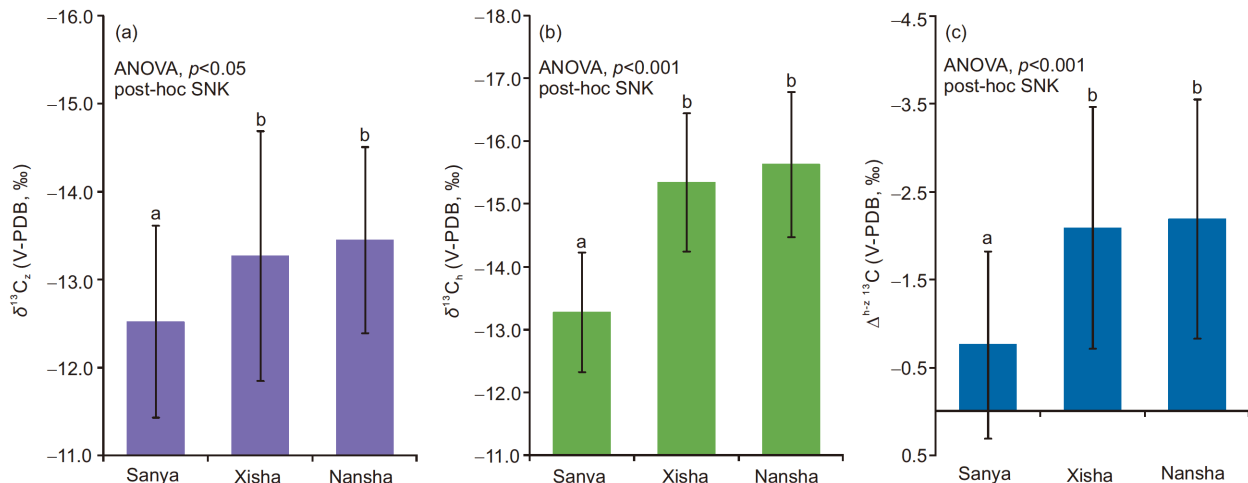 (a)
ANOVA, p<0.05
post-hoc SNK
δ¹³C_z (V-PDB, ‰)
–16.0
–15.0
–14.0
–13.0
–12.0
–11.0
a
b
b
Sanya
Xisha
Nansha
(b)
ANOVA, p<0.001
post-hoc SNK
δ¹³C_h (V-PDB, ‰)
–18.0
–17.0
–16.0
–15.0
–14.0
–13.0
–12.0
–11.0
a
b
b
Sanya
Xisha
Nansha
(c)
ANOVA, p<0.001
post-hoc SNK
Δ^h-z ¹³C (V-PDB, ‰)
–4.5
–3.5
–2.5
–1.5
–0.5
0.5
a
b
b
Sanya
Xisha
Nansha